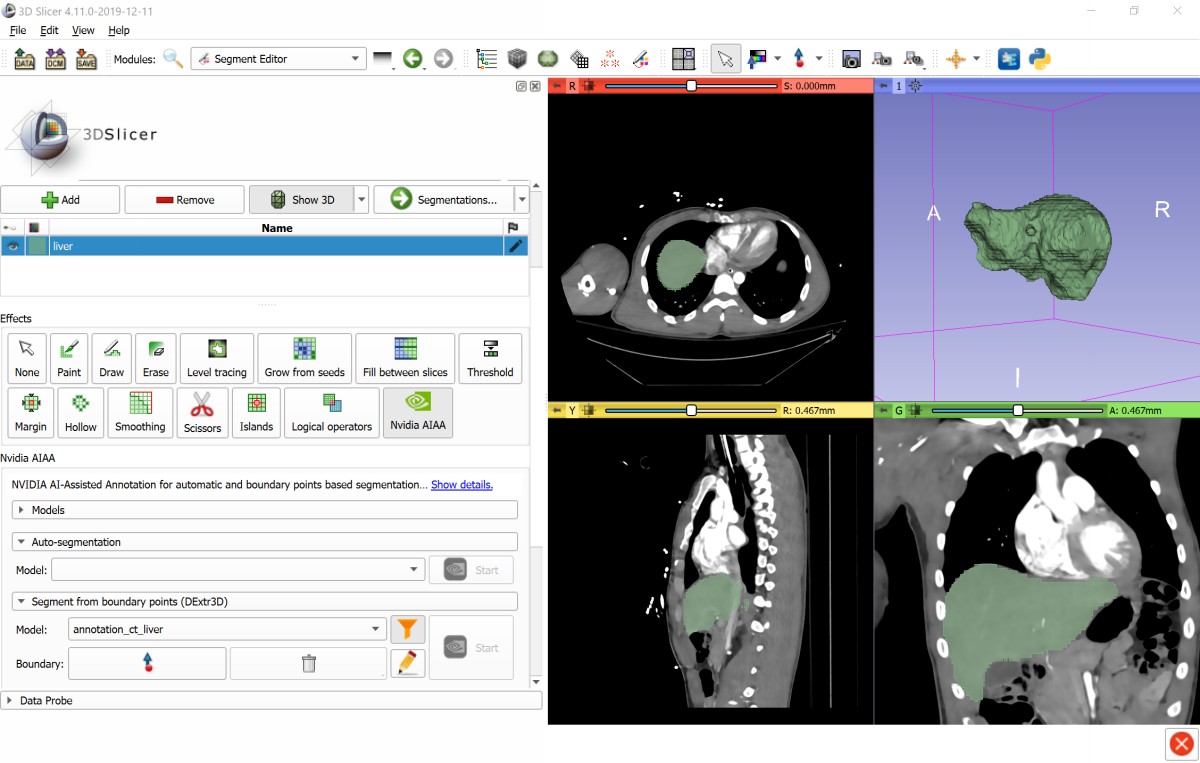 3D Slicer 4.11.0-2019-12-11
File Edit View Help
DATA DCM SAVE Modules: Segment Editor
R S: 0.000mm 1
3DSlicer
Add Remove Show 3D Segmentations...
Name
liver
A R
Effects
None Paint Draw Erase Level tracing Grow from seeds Fill between slices Threshold
I
Margin Hollow Smoothing Scissors Islands Logical operators Nvidia AIAA
Y R: 0.467mm G A: 0.467mm
Nvidia AIAA
NVIDIA AI-Assisted Annotation for automatic and boundary points based segmentation... Show details.
Models
Auto-segmentation
Model: Start
Segment from boundary points (DExtr3D)
Model: annotation_ct_liver
Start
Boundary:
Data Probe